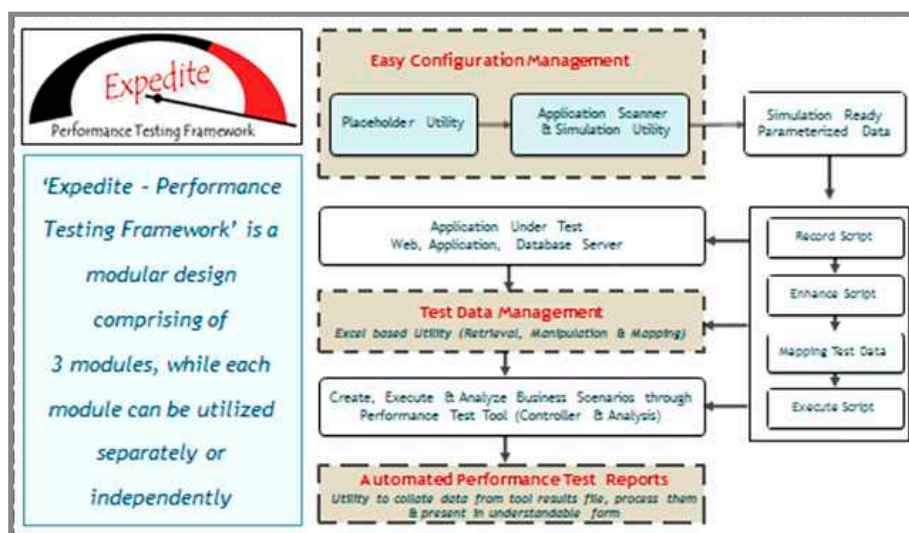 Expedite
Performance Testing Framework
'Expedite - Performance
Testing Framework' is a
modular design
comprising of
3 modules, while each
module can be utilized
separately or
independently
Easy Configuration Management
Placeholder Utility
Application Scanner
& Simulation Utility
Simulation Ready
Parameterized Data
Application Under Test
Web, Application, Database Server
Test Data Management
Excel based Utility (Retrieval, Manipulation & Mapping)
Create, Execute & Analyze Business Scenarios through
Performance Test Tool (Controller & Analysis)
Automated Performance Test Reports
Utility to collate data from tool results file, process them
& present in understandable form
Record Script
Enhance Script
Mapping Test Data
Execute Script